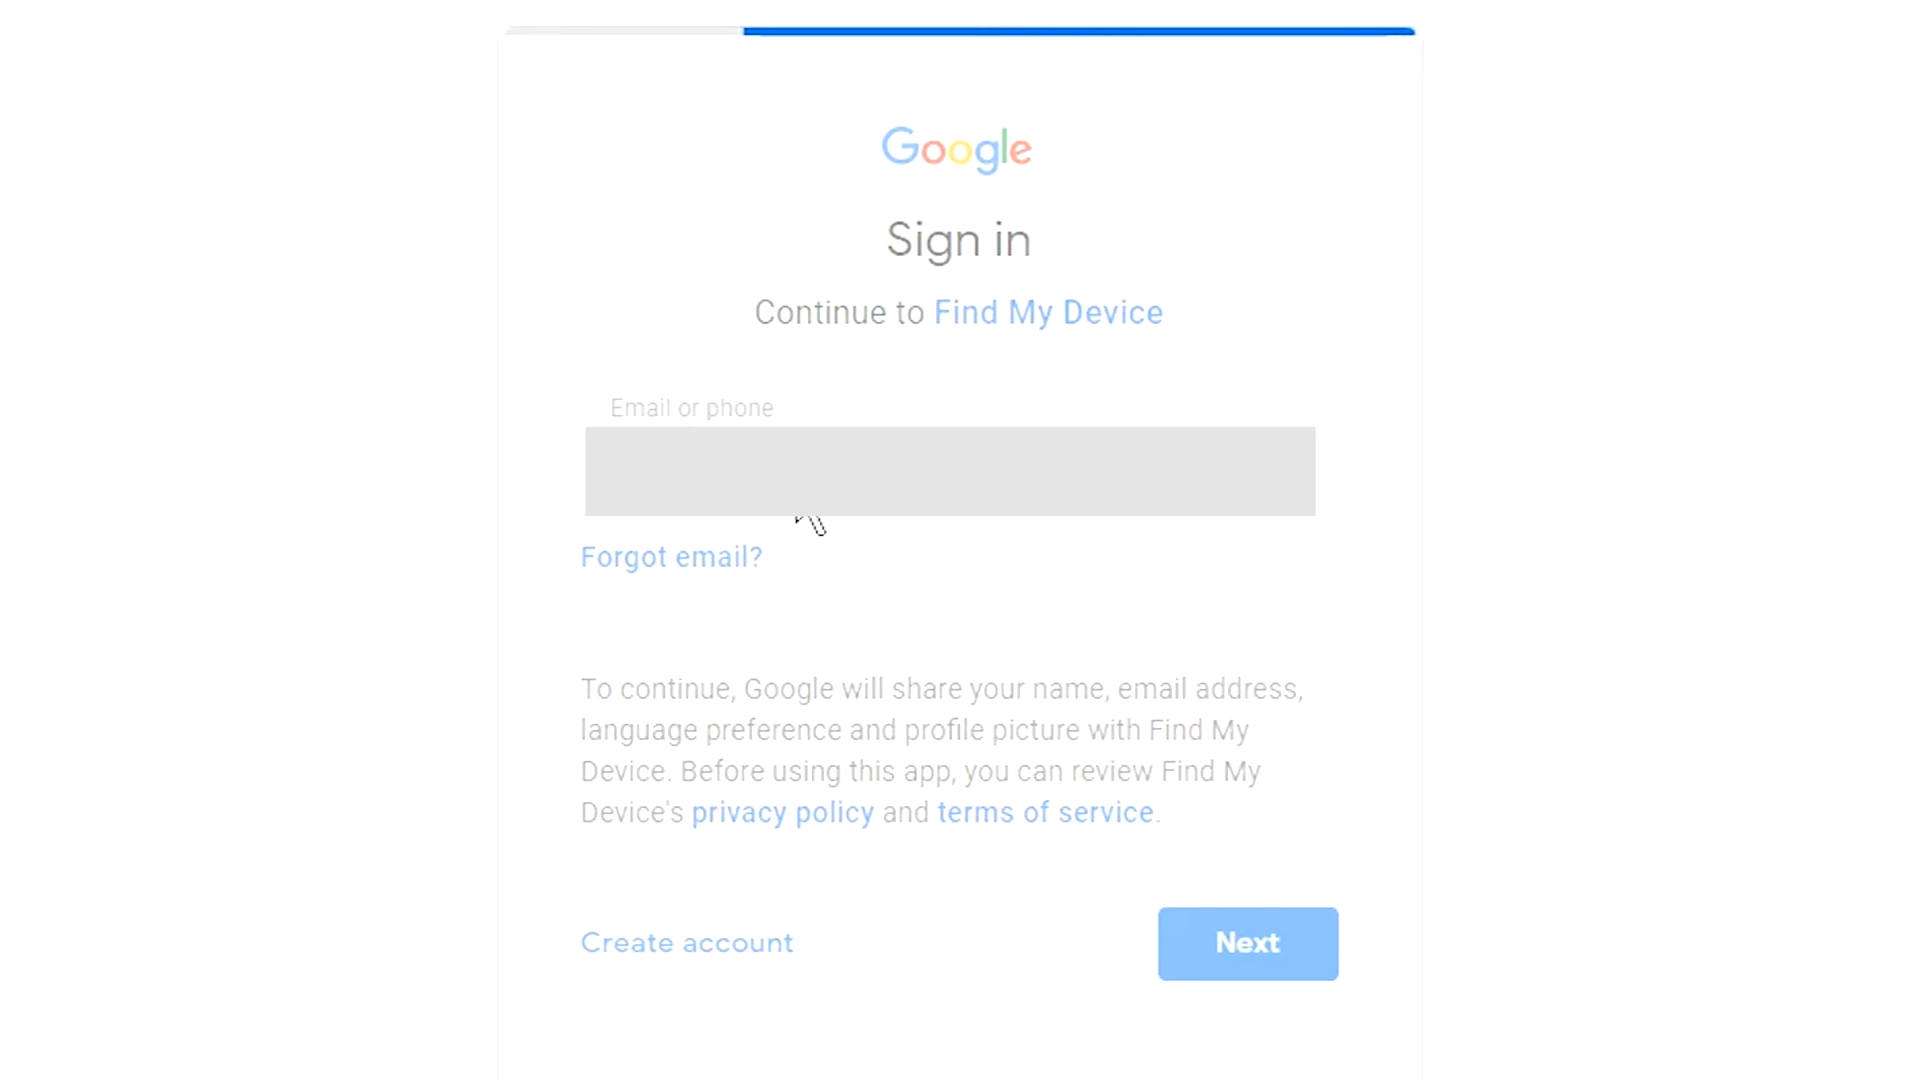 Google
Sign in
Continue to Find My Device
Email or phone
Forgot email?
To continue, Google will share your name, email address,
language preference and profile picture with Find My
Device. Before using this app, you can review Find My
Device's privacy policy and terms of service.
Create account
Next